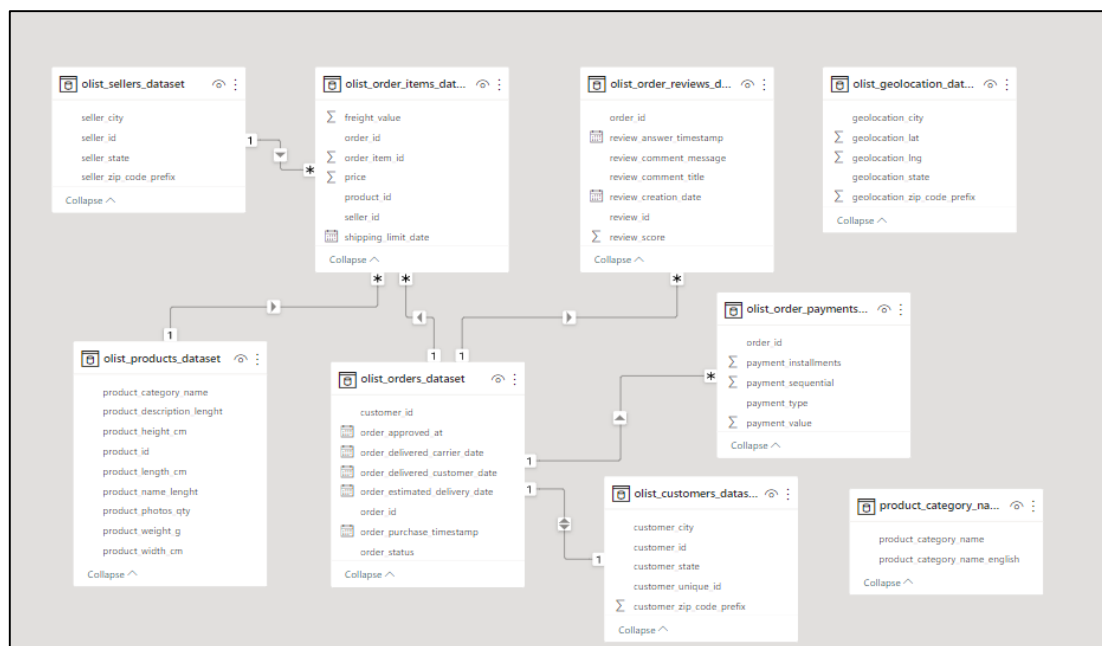 olist_sellers_dataset
seller_city
seller_id
seller_state
seller_zip_code_prefix
Collapse
olist_order_items_dat...
freight_value
order_id
order_item_id
price
product_id
seller_id
shipping_limit_date
Collapse
olist_order_reviews_d...
order_id
review_answer_timestamp
review_comment_message
review_comment_title
review_creation_date
review_id
review_score
Collapse
olist_geolocation_dat...
geolocation_city
geolocation_lat
geolocation_lng
geolocation_state
geolocation_zip_code_prefix
Collapse
1
*
*
*
*
1
1
1
olist_products_dataset
product_category_name
product_description_lenght
product_height_cm
product_id
product_length_cm
product_name_lenght
product_photos_qty
product_weight_g
product_width_cm
Collapse
olist_orders_dataset
customer_id
order_approved_at
order_delivered_carrier_date
order_delivered_customer_date
order_estimated_delivery_date
order_id
order_purchase_timestamp
order_status
Collapse
olist_order_payments...
order_id
payment_installments
payment_sequential
payment_type
payment_value
Collapse
*
1
1
1
olist_customers_datas...
customer_city
customer_id
customer_state
customer_unique_id
customer_zip_code_prefix
Collapse
product_category_na...
product_category_name
product_category_name_english
Collapse